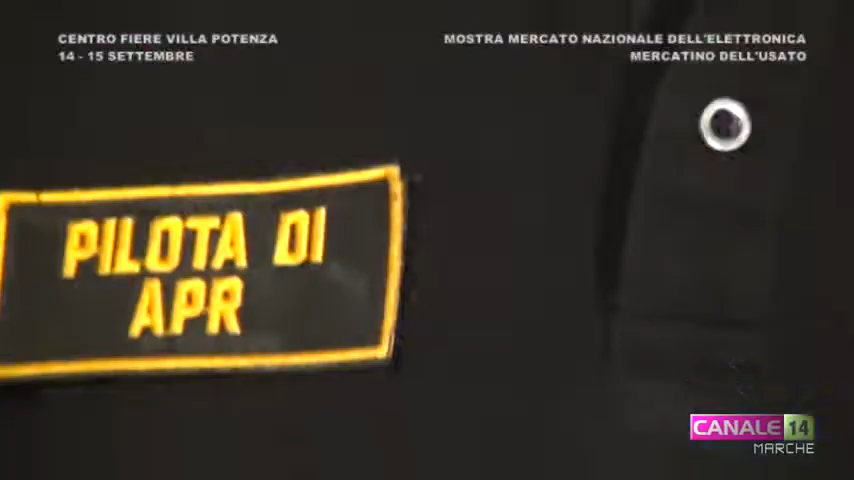 CENTRO FIERE VILLA POTENZA
14 - 15 SETTEMBRE
MOSTRA MERCATO NAZIONALE DELL'ELETTRONICA
MERCATINO DELL'USATO
PILOTA DI
APR
CANALE 14
MARCHE